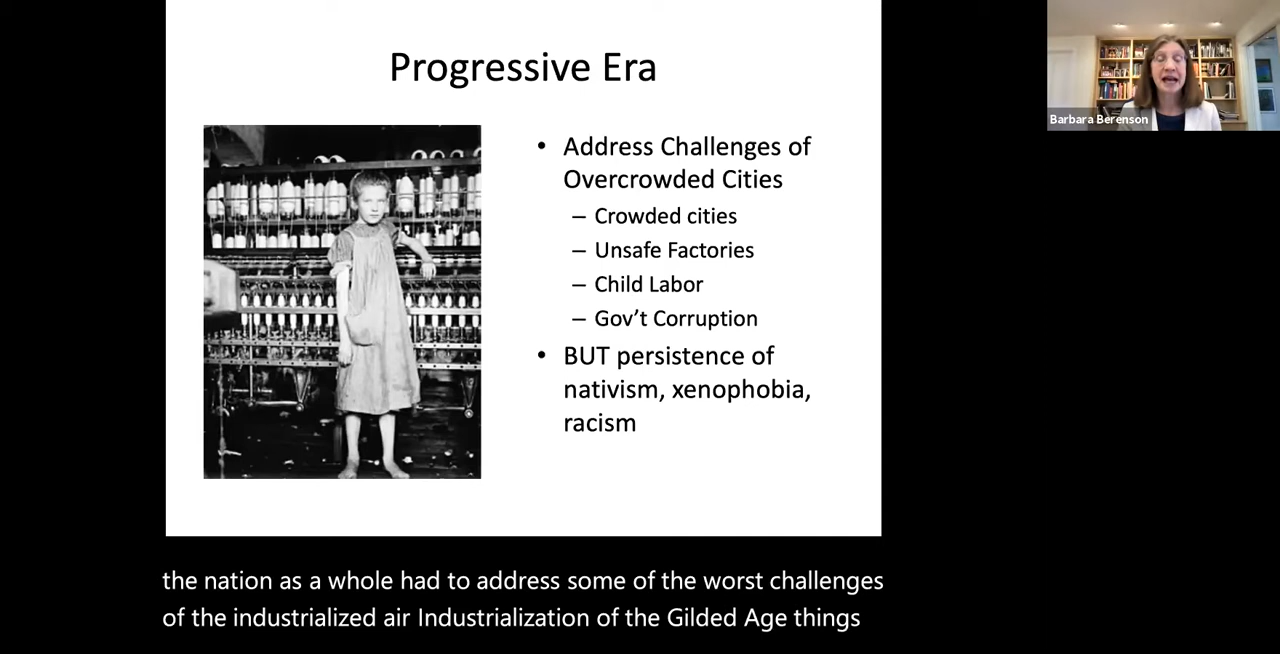 Progressive Era
Barbara Berenson
• Address Challenges of
Overcrowded Cities
– Crowded cities
– Unsafe Factories
– Child Labor
– Gov’t Corruption
• BUT persistence of
nativism, xenophobia,
racism
the nation as a whole had to address some of the worst challenges
of the industrialized air Industrialization of the Gilded Age things